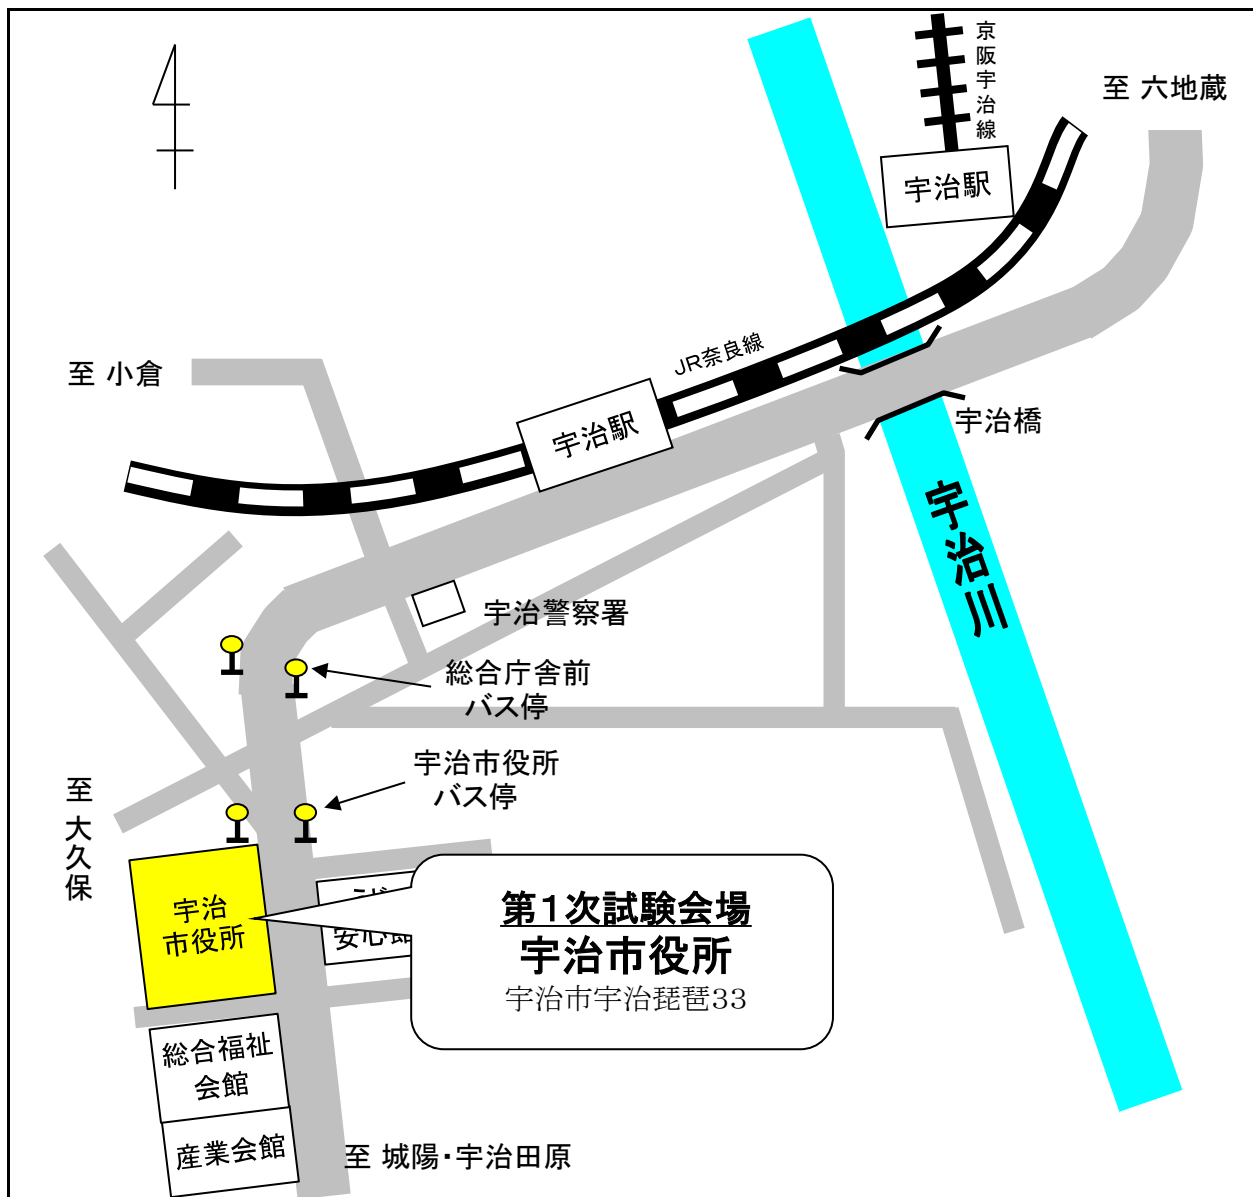 京阪宇治線
至 六地蔵
宇治駅
JR奈良線
至 小倉
宇治駅
宇治橋
宇治川
宇治警察署
総合庁舎前
バス停
宇治市役所
バス停
至 大久保
宇治
市役所
安心館
第1次試験会場
宇治市役所
宇治市宇治琵琶33
総合福祉
会館
産業会館
至 城陽・宇治田原